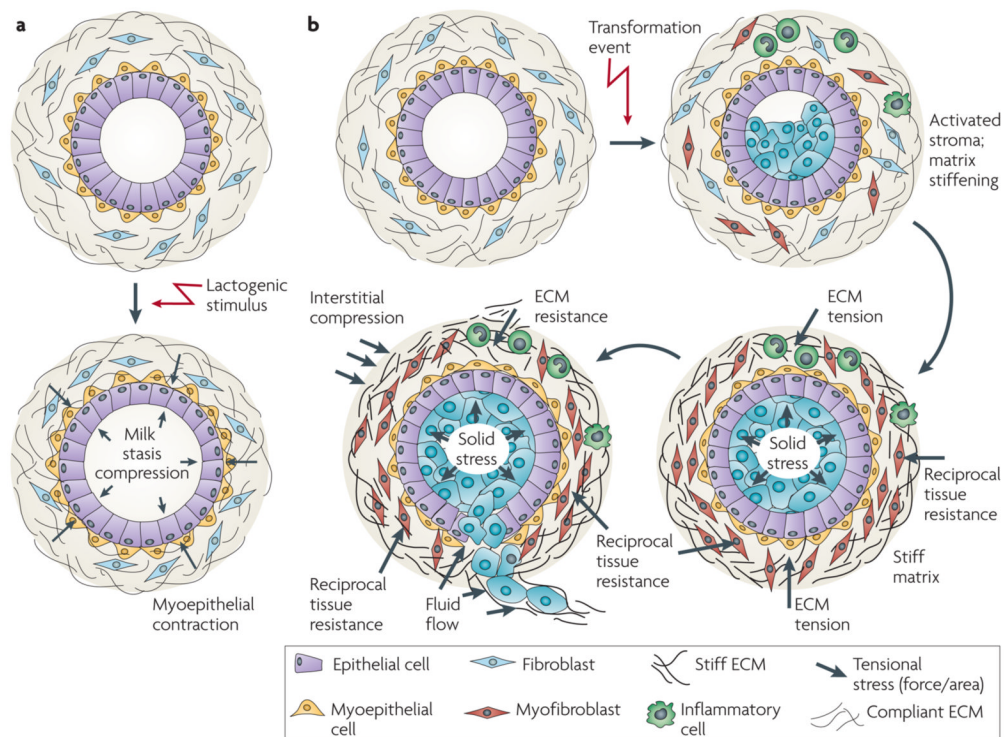 a
b
Transformation
event
Activated
stroma;
matrix
stiffening
Lactogenic
stimulus
Interstitial
compression
ECM
resistance
ECM
tension
Milk
stasis
compression
Solid
stress
Solid
stress
Reciprocal
tissue
resistance
Reciprocal
tissue
resistance
Stiff
matrix
Myoepithelial
contraction
Reciprocal
tissue
resistance
Fluid
flow
ECM
tension
Epithelial cell
Fibroblast
Stiff ECM
Tensional
stress (force/area)
Myoepithelial
cell
Myofibroblast
Inflammatory
cell
Compliant ECM